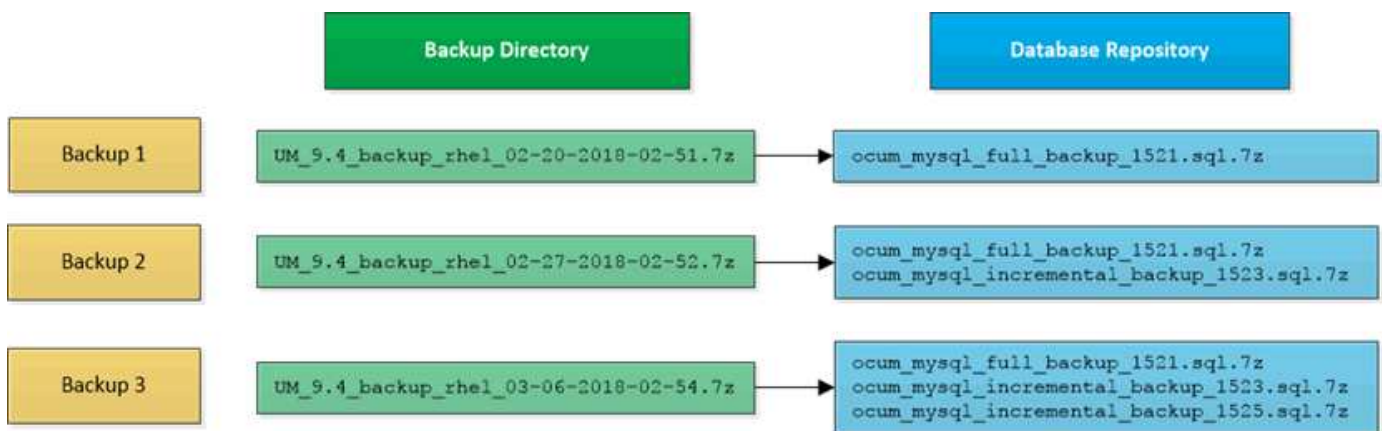 Backup Directory
Database Repository
Backup 1
UM_9.4_backup_rhel_02-20-2018-02-51.7z
ocum_mysql_full_backup_1521.sql.7z
Backup 2
UM_9.4_backup_rhel_02-27-2018-02-52.7z
ocum_mysql_full_backup_1521.sql.7z
ocum_mysql_incremental_backup_1523.sql.7z
Backup 3
UM_9.4_backup_rhel_03-06-2018-02-54.7z
ocum_mysql_full_backup_1521.sql.7z
ocum_mysql_incremental_backup_1523.sql.7z
ocum_mysql_incremental_backup_1525.sql.7z